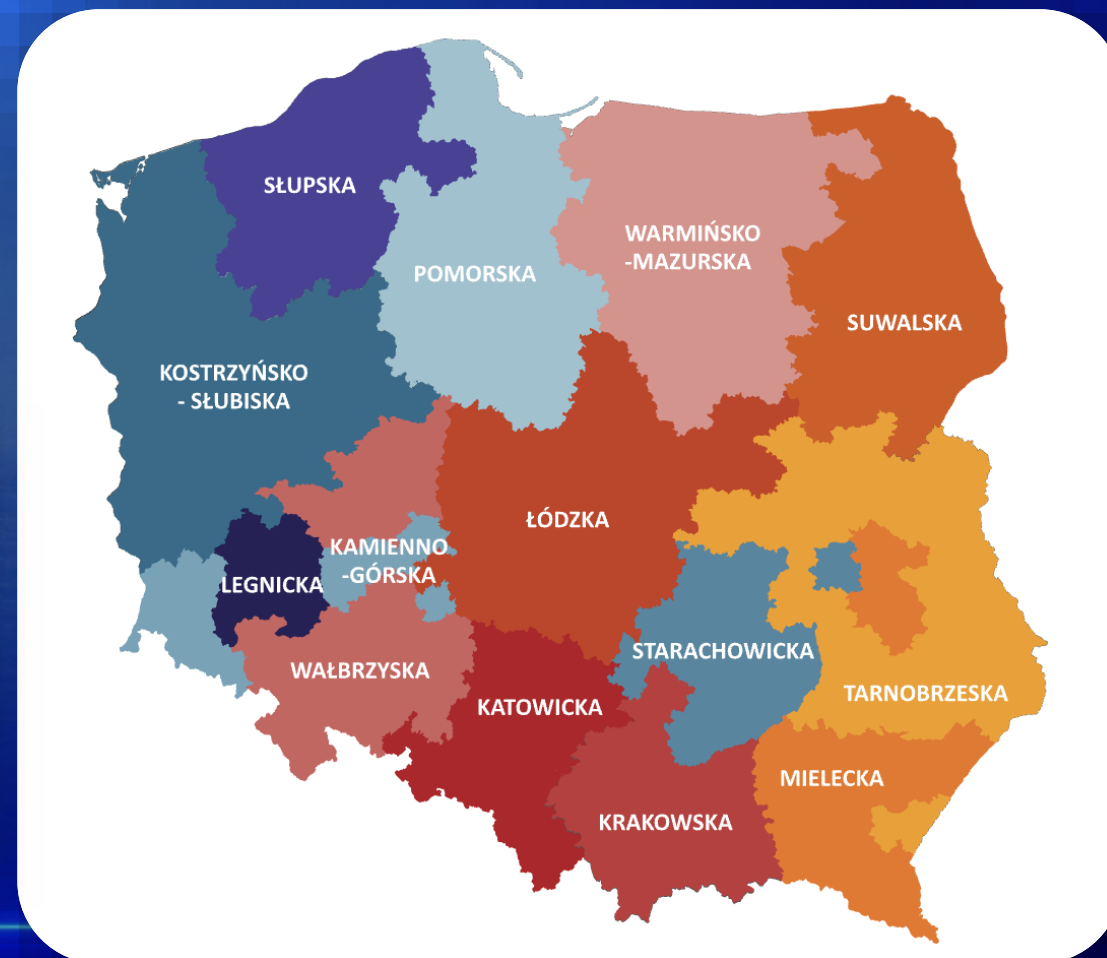 SŁUPSKA
POMORSKA
WARMIŃSKO
-MAZURSKA
SUWALSKA
KOSTRZYŃSKO
- SŁUBISKA
ŁÓDZKA
KAMIENNO
-GÓRSKA
LEGNICKA
WAŁBRZYSKA
STARACHOWICKA
KATOWICKA
TARNOBRZESKA
MIELECKA
KRAKOWSKA